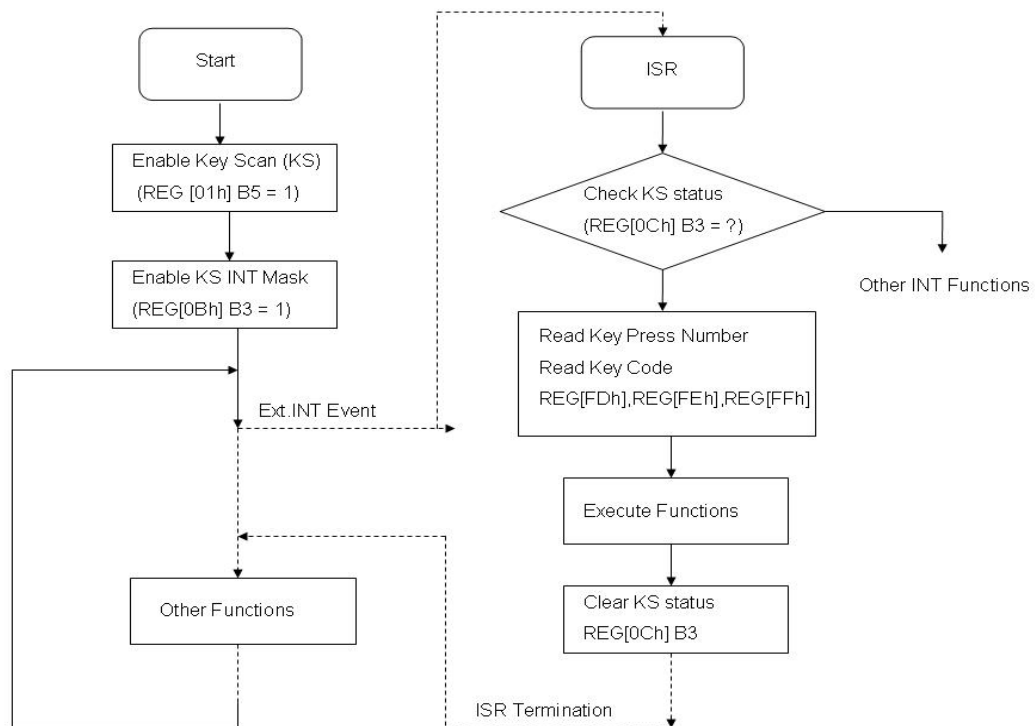 Start
Enable Key Scan (KS)
(REG [01h] B5 = 1)
Enable KS INT Mask
(REG[0Bh] B3 = 1)
Ext.INT Event
Other Functions
ISR
Check KS status
(REG[0Ch] B3 = ?)
Other INT Functions
Read Key Press Number
Read Key Code
REG[FDh],REG[FEh],REG[FFh]
Execute Functions
Clear KS status
REG[0Ch] B3
ISR Termination